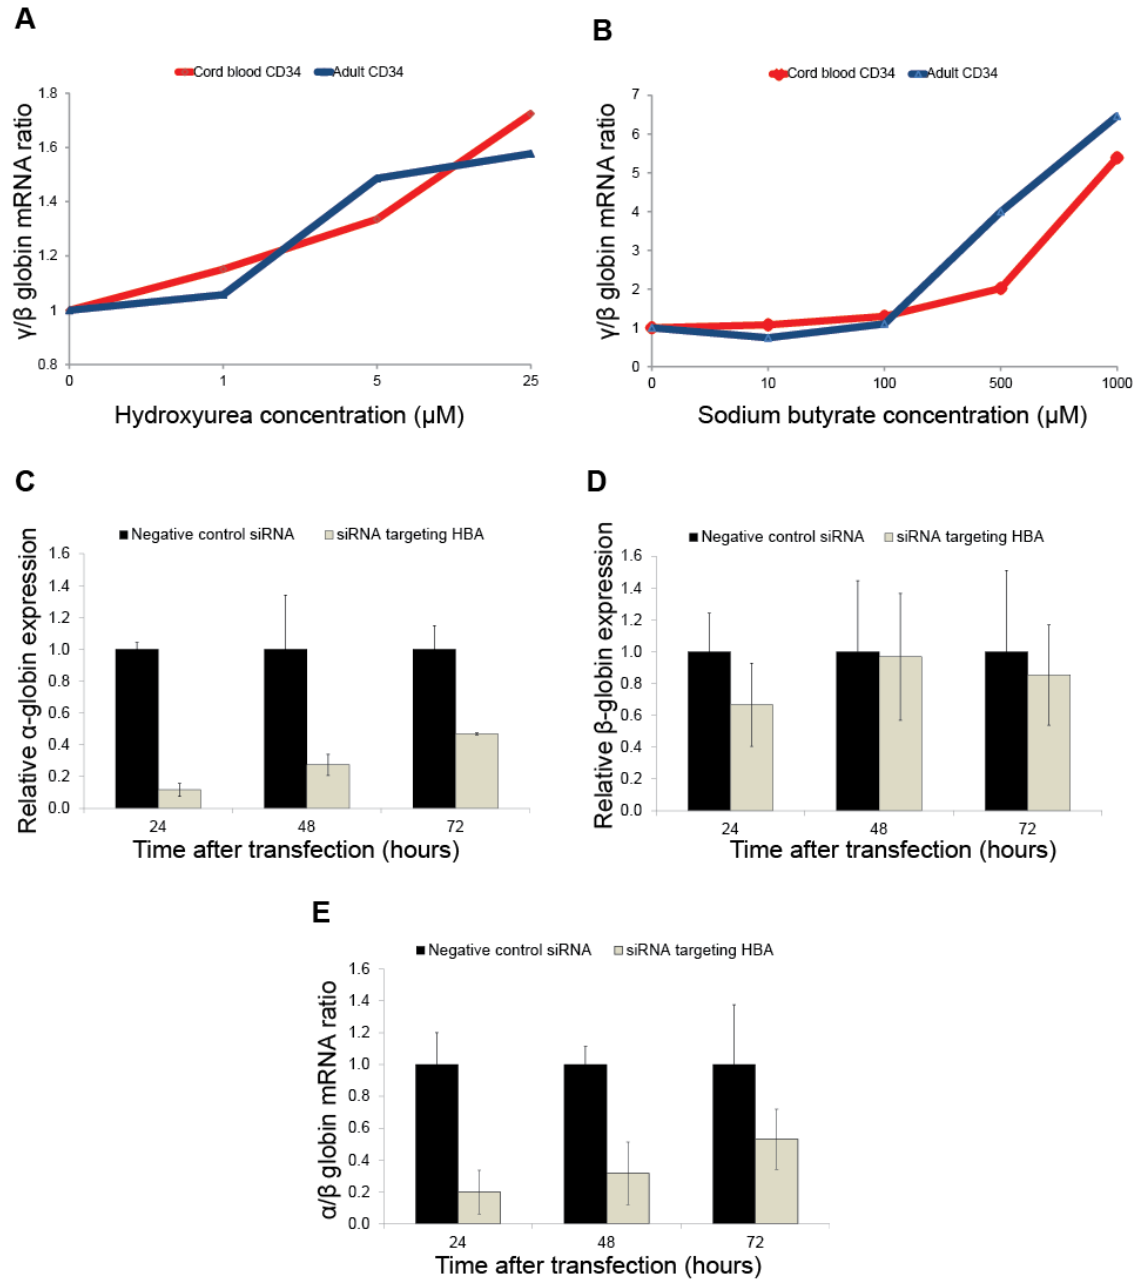 A
Cord blood CD34 Adult CD34
γ/β globin mRNA ratio
1.8
1.6
1.4
1.2
1
0.8
0 1 5 25
Hydroxyurea concentration (μM)
B
Cord blood CD34 Adult CD34
γ/β globin mRNA ratio
7
6
5
4
3
2
1
0
0 10 100 500 1000
Sodium butyrate concentration (μM)
C
Negative control siRNA siRNA targeting HBA
Relative α-globin expression
1.6
1.4
1.2
1.0
0.8
0.6
0.4
0.2
0.0
24 48 72
Time after transfection (hours)
D
Negative control siRNA siRNA targeting HBA
Relative β-globin expression
1.6
1.4
1.2
1.0
0.8
0.6
0.4
0.2
0.0
24 48 72
Time after transfection (hours)
E
Negative control siRNA siRNA targeting HBA
α/β globin mRNA ratio
1.6
1.4
1.2
1.0
0.8
0.6
0.4
0.2
0.0
24 48 72
Time after transfection (hours)